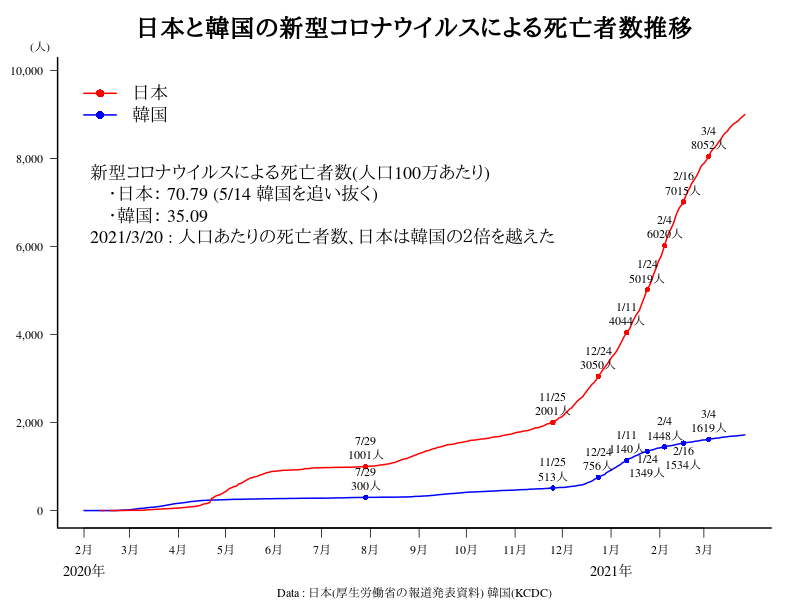 日本と韓国の新型コロナウイルスによる死亡者数推移
(人)
10,000
8,000
6,000
4,000
2,000
0
日本
韓国
新型コロナウイルスによる死亡者数(人口100万あたり)
・日本: 70.79 (5/14 韓国を追い抜く)
・韓国: 35.09
2021/3/20 : 人口あたりの死亡者数、日本は韓国の2倍を越えた
7/29
1001人
11/25
2001人
12/24
3050人
1/11
4044人
1/24
5019人
2/4
6020人
2/16
7015人
3/4
8052人
7/29
300人
11/25
513人
12/24
756人
1/11
1140人
1/24
1349人
2/4
1448人
2/16
1534人
3/4
1619人
2月 3月 4月 5月 6月 7月 8月 9月 10月 11月 12月 1月 2月 3月
2020年 2021年
Data : 日本(厚生労働省の報道発表資料) 韓国(KCDC)